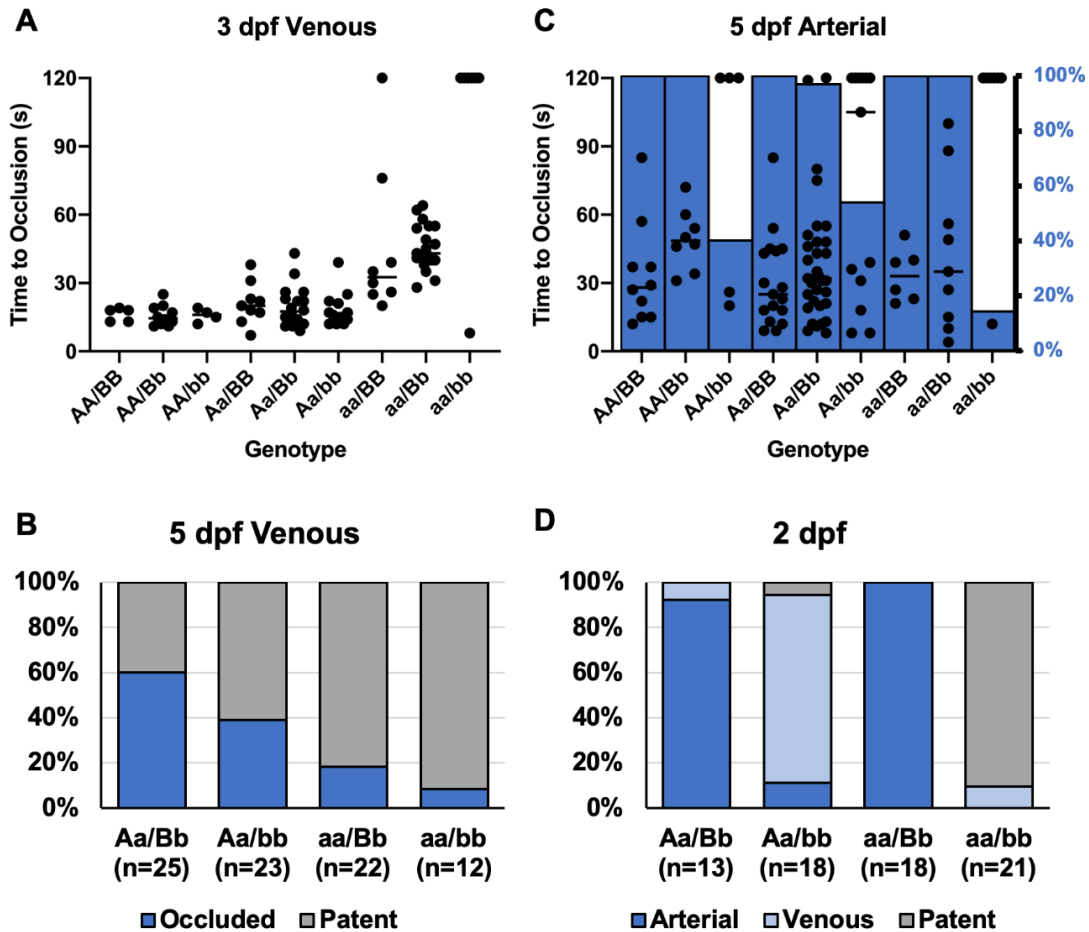 A
3 dpf Venous
Time to Occlusion (s)
120
90
60
30
0
AA/BB
AA/Bb
AA/bb
Aa/BB
Aa/Bb
Aa/bb
aa/BB
aa/Bb
aa/bb
Genotype
C
5 dpf Arterial
Time to Occlusion (s)
120
90
60
30
0
100%
80%
60%
40%
20%
0%
AA/BB
AA/Bb
AA/bb
Aa/BB
Aa/Bb
Aa/bb
aa/BB
aa/Bb
aa/bb
Genotype
B
5 dpf Venous
100%
80%
60%
40%
20%
0%
Aa/Bb Aa/bb aa/Bb aa/bb
(n=25) (n=23) (n=22) (n=12)
Occluded Patent
D
2 dpf
100%
80%
60%
40%
20%
0%
Aa/Bb Aa/bb aa/Bb aa/bb
(n=13) (n=18) (n=18) (n=21)
Arterial Venous Patent